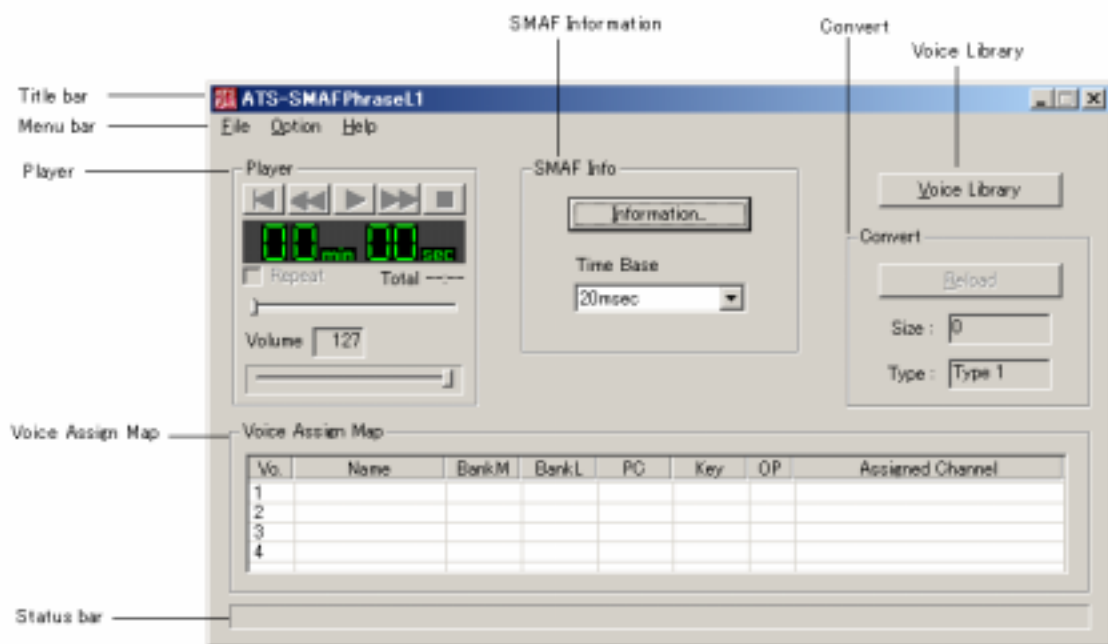 SMAF Information
Convert
Voice Library
Title bar
ATS-SMAFPhraseL1
Menu bar
File Option Help
Player
Player
SMAF Info
Voice Library
Information...
Convert
00 min 00 sec
Repeat Total --:--
Time Base
Reload
20msec
Size : 0
Volume 127
Type : Type 1
Voice Assign Map
Voice Assign Map
Vo. Name BankM BankL PC Key OP Assigned Channel
1
2
3
4
Status bar